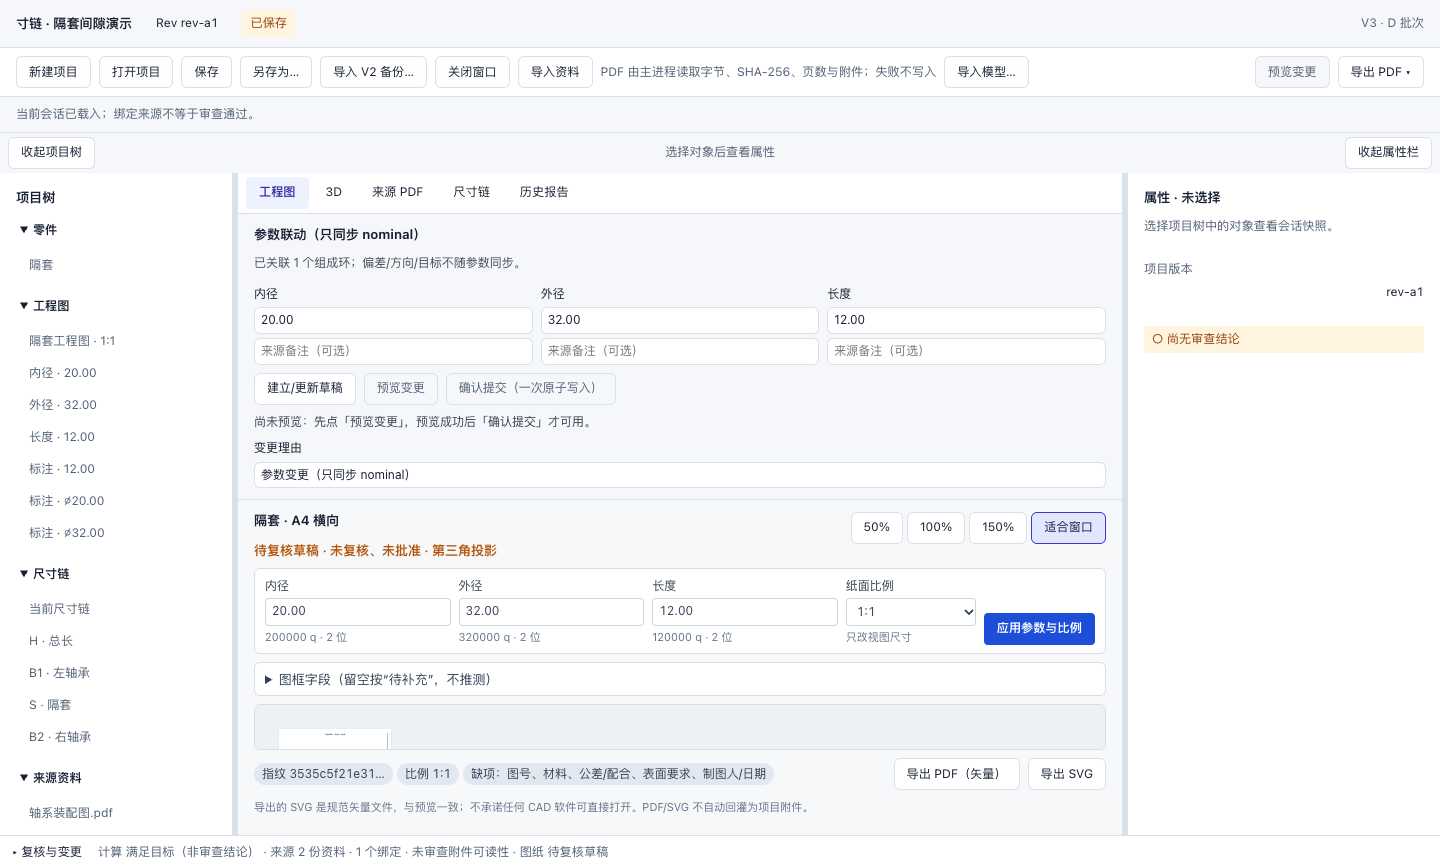 寸链 · 隔套间隙演示 Rev rev-a1 已保存 V3 · D 批次
新建项目 打开项目 保存 另存为... 导入 V2 备份... 关闭窗口 导入资料 PDF 由主进程读取字节、SHA-256、页数与附件；失败不写入 导入模型... 预览变更 导出 PDF
当前会话已载入；绑定来源不等于审查通过。
收起项目树 选择对象后查看属性 收起属性栏
项目树
零件
隔套
工程图
隔套工程图 · 1:1
内径 · 20.00
外径 · 32.00
长度 · 12.00
标注 · 12.00
标注 · ⌀20.00
标注 · ⌀32.00
尺寸链
当前尺寸链
H · 总长
B1 · 左轴承
S · 隔套
B2 · 右轴承
来源资料
轴系装配图.pdf
工程图 3D 来源 PDF 尺寸链 历史报告
参数联动（只同步 nominal）
已关联 1 个组成环；偏差/方向/目标不随参数同步。
内径 外径 长度
20.00 32.00 12.00
来源备注（可选） 来源备注（可选） 来源备注（可选）
建立/更新草稿 预览变更 确认提交（一次原子写入）
尚未预览：先点「预览变更」，预览成功后「确认提交」才可用。
变更理由
参数变更（只同步 nominal）
隔套 · A4 横向 50% 100% 150% 适合窗口
待复核草稿 · 未复核、未批准 · 第三角投影
内径 外径 长度 纸面比例
20.00 32.00 12.00 1:1 应用参数与比例
200000 q · 2 位 320000 q · 2 位 120000 q · 2 位 只改视图尺寸
图框字段（留空按“待补充”，不推测）
指纹 3535c5f21e31... 比例 1:1 缺项：图号、材料、公差/配合、表面要求、制图人/日期 导出 PDF（矢量） 导出 SVG
导出的 SVG 是规范矢量文件，与预览一致；不承诺任何 CAD 软件可直接打开。PDF/SVG 不自动回灌为项目附件。
属性 · 未选择
选择项目树中的对象查看会话快照。
项目版本
rev-a1
尚无审查结论
复核与变更 计算 满足目标（非审查结论） · 来源 2 份资料 · 1 个绑定 · 未审查附件可读性 · 图纸 待复核草稿